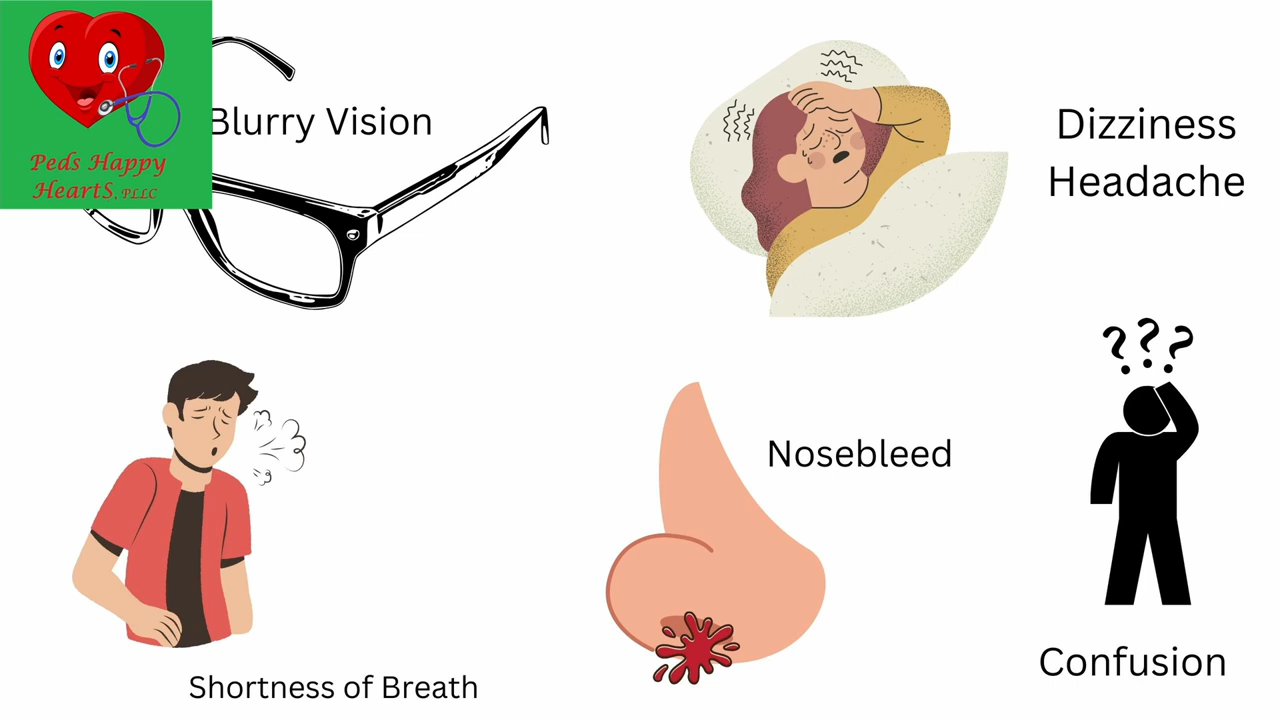 Peds Happy
HeartS, PLLC
Blurry Vision
Dizziness
Headache
???
Nosebleed
Shortness of Breath
Confusion